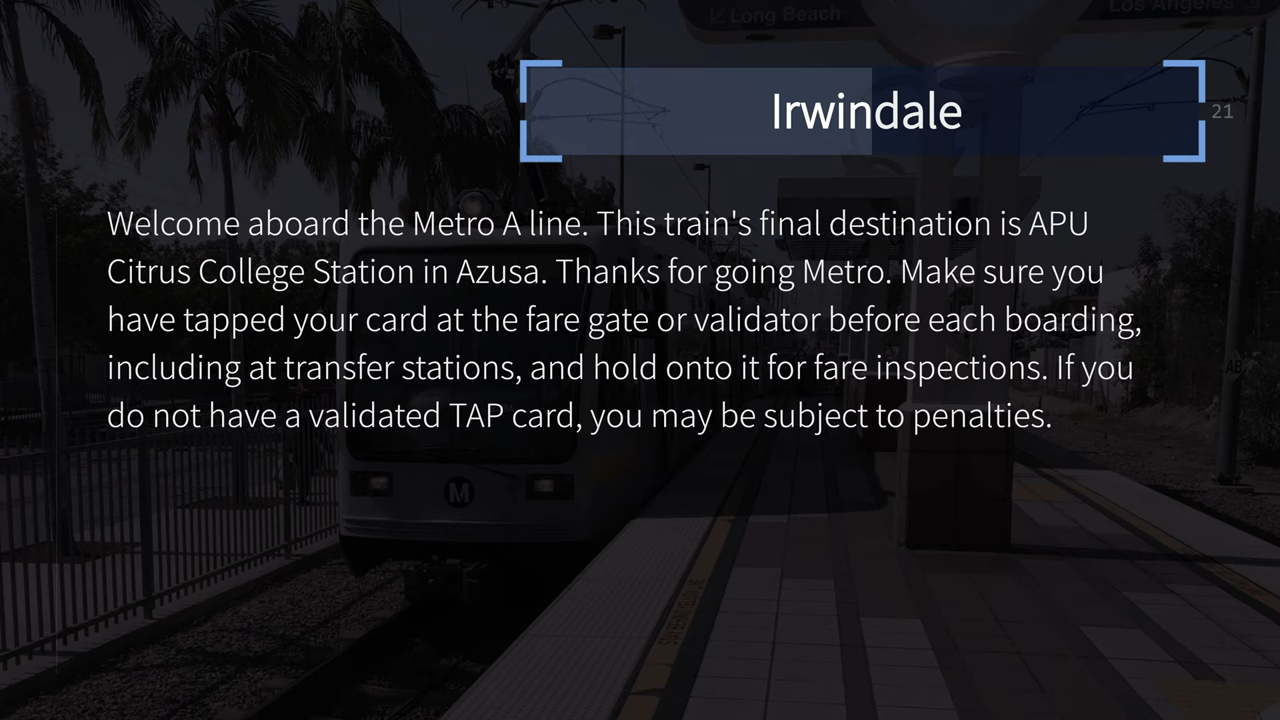 Long Beach
Los Angeles
Irwindale
21
Welcome aboard the Metro A line. This train's final destination is APU
Citrus College Station in Azusa. Thanks for going Metro. Make sure you
have tapped your card at the fare gate or validator before each boarding,
including at transfer stations, and hold onto it for fare inspections. If you
do not have a validated TAP card, you may be subject to penalties.
M